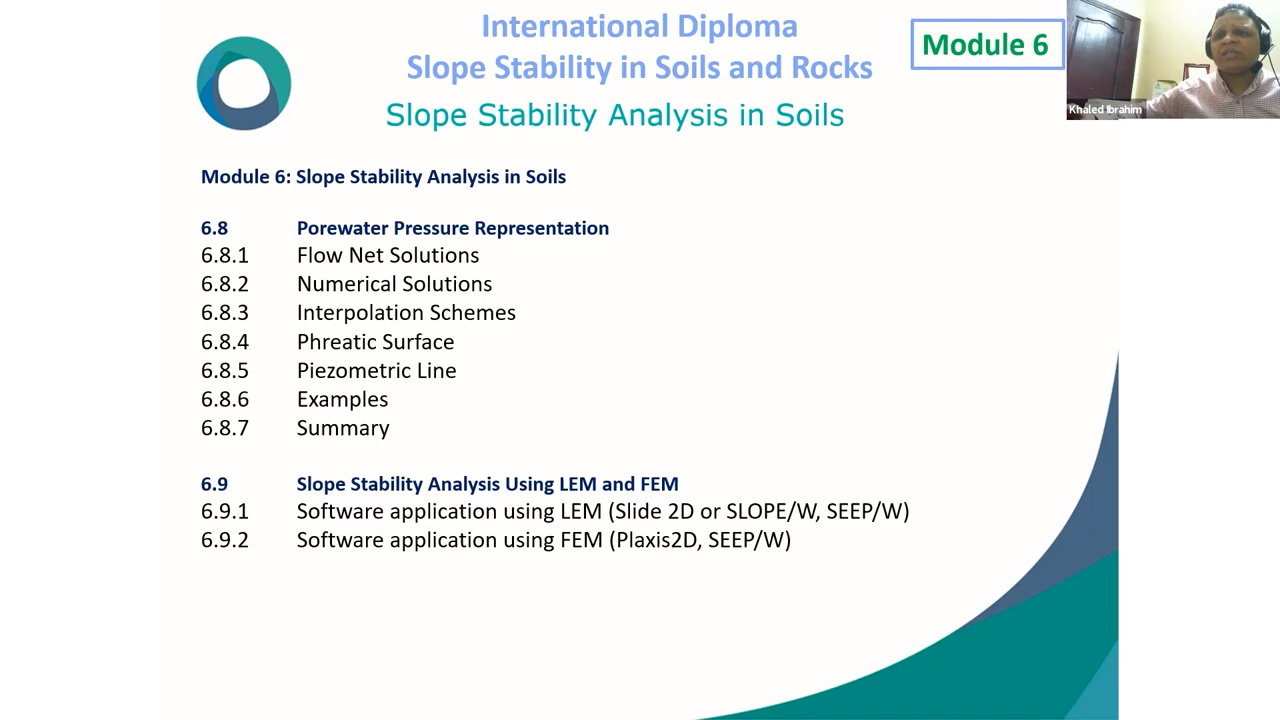 International Diploma
Slope Stability in Soils and Rocks
Slope Stability Analysis in Soils
Module 6
Khaled Ibrahim
Module 6: Slope Stability Analysis in Soils
6.8 Porewater Pressure Representation
6.8.1 Flow Net Solutions
6.8.2 Numerical Solutions
6.8.3 Interpolation Schemes
6.8.4 Phreatic Surface
6.8.5 Piezometric Line
6.8.6 Examples
6.8.7 Summary
6.9 Slope Stability Analysis Using LEM and FEM
6.9.1 Software application using LEM (Slide 2D or SLOPE/W, SEEP/W)
6.9.2 Software application using FEM (Plaxis2D, SEEP/W)